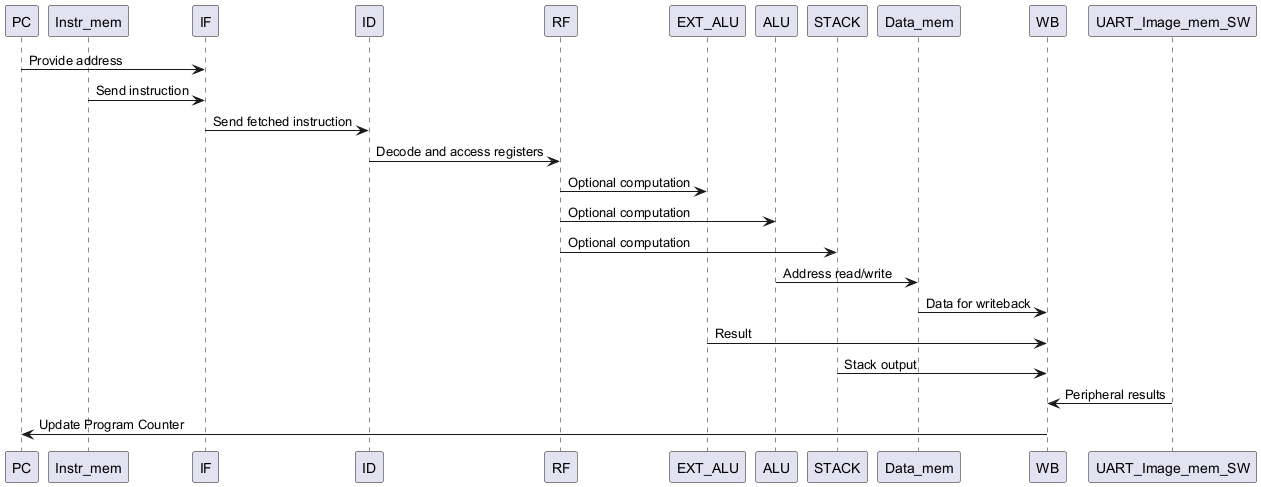 PC Instr_mem IF ID RF EXT_ALU ALU STACK Data_mem WB UART_Image_mem_SW
Provide address
Send instruction
Send fetched instruction
Decode and access registers
Optional computation
Optional computation
Optional computation
Address read/write
Data for writeback
Result
Stack output
Peripheral results
Update Program Counter
PC Instr_mem IF ID RF EXT_ALU ALU STACK Data_mem WB UART_Image_mem_SW